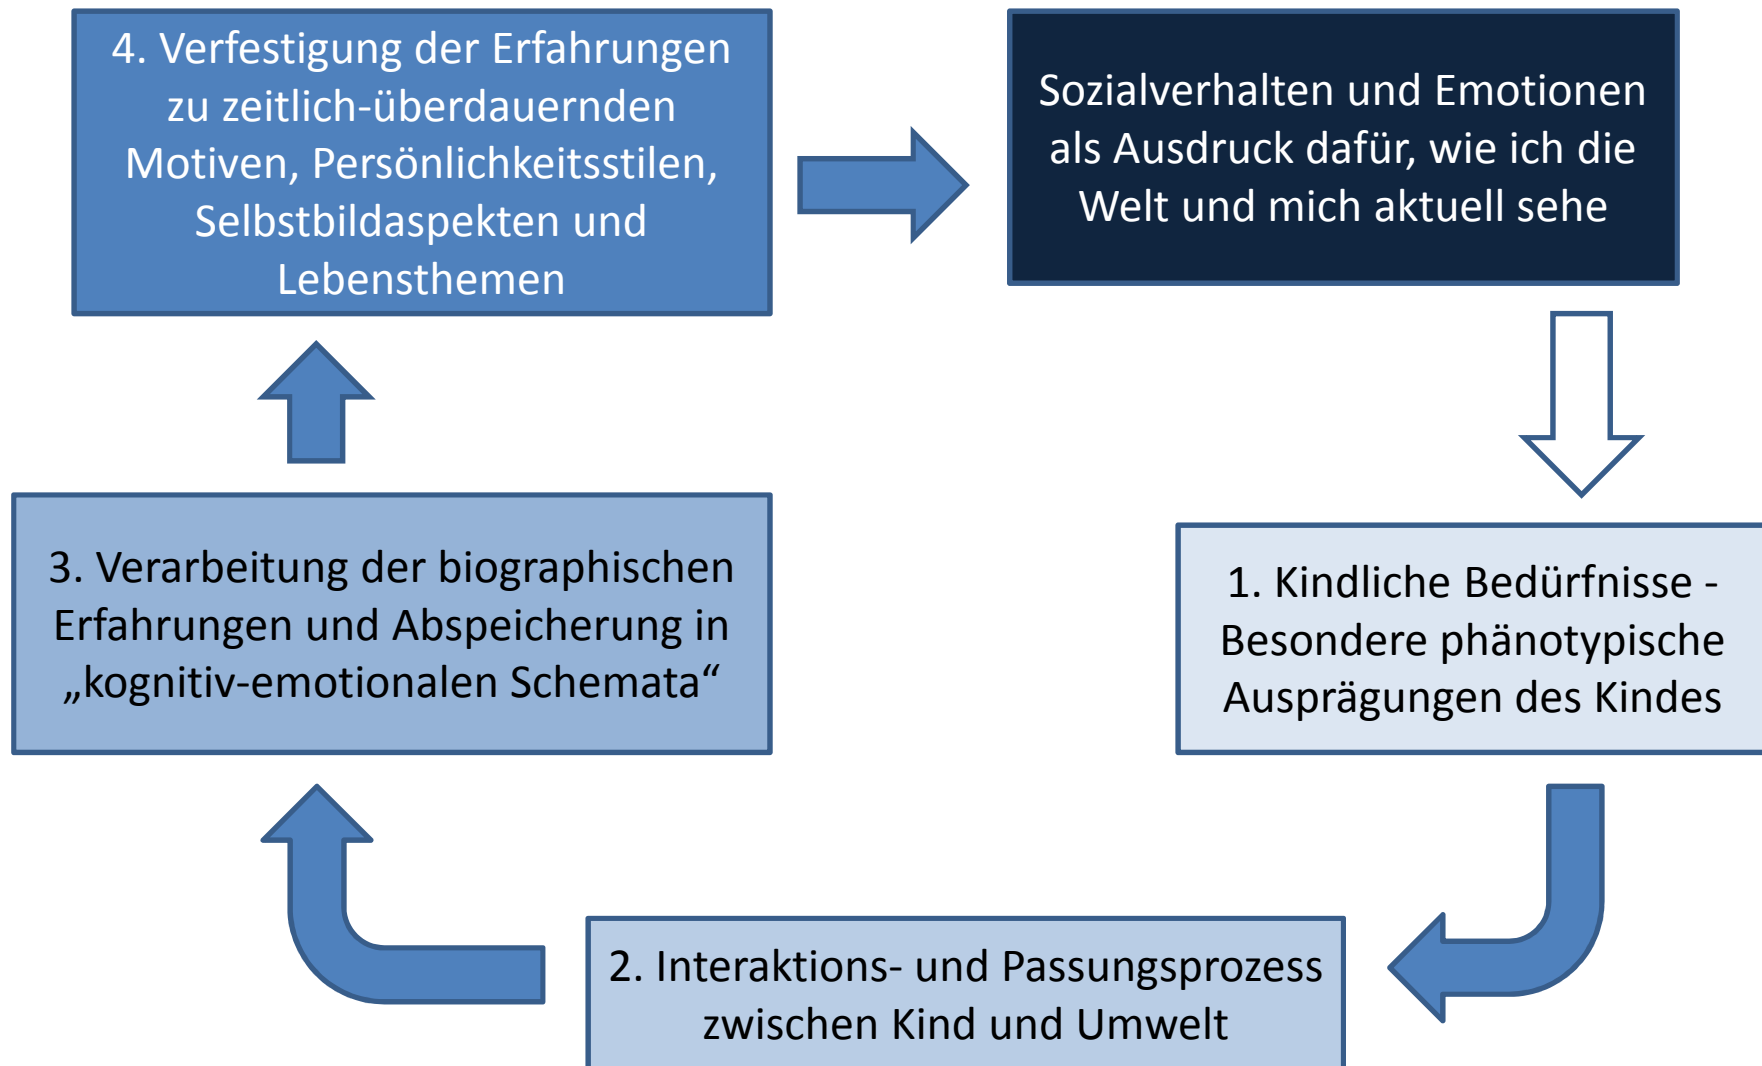 4. Verfestigung der Erfahrungen
zu zeitlich-überdauernden
Motiven, Persönlichkeitsstilen,
Selbstbildaspekten und
Lebensthemen
Sozialverhalten und Emotionen
als Ausdruck dafür, wie ich die
Welt und mich aktuell sehe
3. Verarbeitung der biographischen
Erfahrungen und Abspeicherung in
„kognitiv-emotionalen Schemata“
1. Kindliche Bedürfnisse -
Besondere phänotypische
Ausprägungen des Kindes
2. Interaktions- und Passungsprozess
zwischen Kind und Umwelt